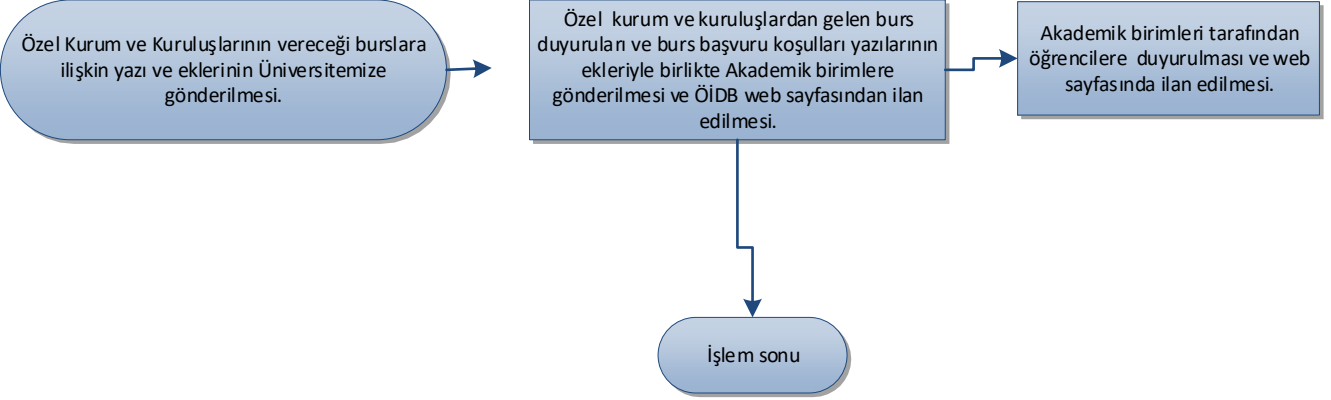 Özel Kurum ve Kuruluşlarının vereceği burslara
ilişkin yazı ve eklerinin Üniversitemize
gönderilmesi.
Özel kurum ve kuruluşlardan gelen burs
duyuruları ve burs başvuru koşulları yazılarının
ekleriyle birlikte Akademik birimlere
gönderilmesi ve ÖİDB web sayfasından ilan
edilmesi.
Akademik birimleri tarafından
öğrencilere duyurulması ve web
sayfasında ilan edilmesi.
İşlem sonu